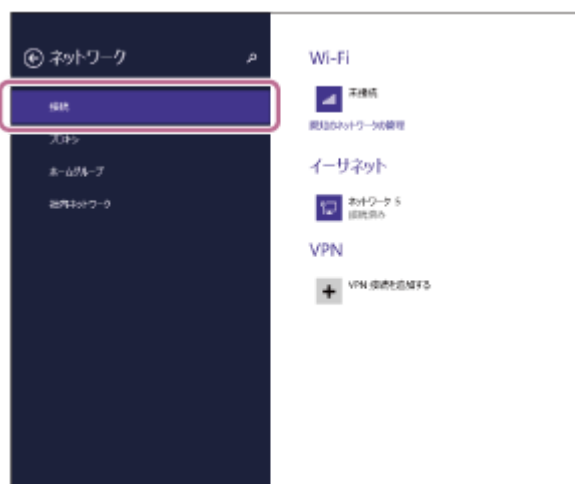 ネットワーク
接続
プロキシ
ホームグループ
社内ネットワーク
Wi-Fi
未接続
既知のネットワークの管理
イーサネット
ネットワーク 5
接続済み
VPN
VPN 接続を追加する